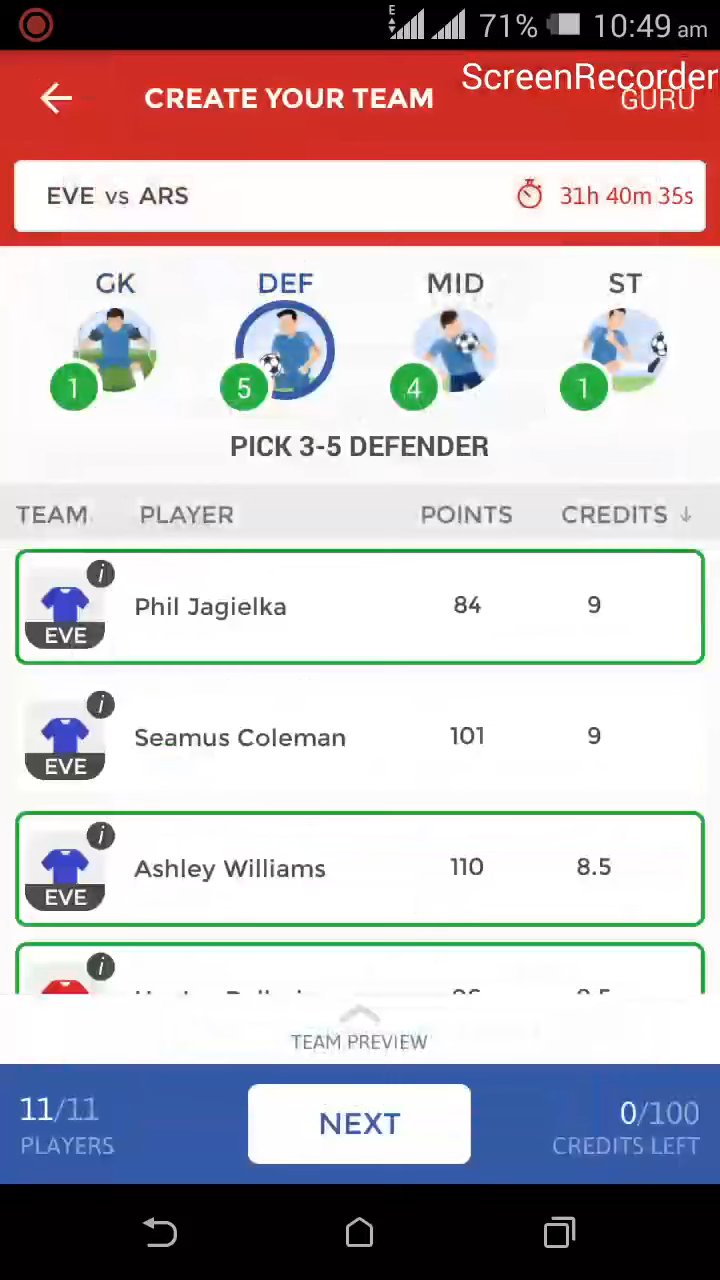 E 71% 10:49 am
ScreenRecorder
CREATE YOUR TEAM GURU
EVE vs ARS 31h 40m 35s
GK DEF MID ST
1 5 4 1
PICK 3-5 DEFENDER
TEAM PLAYER POINTS CREDITS ↓
i
Phil Jagielka 84 9
EVE
i
Seamus Coleman 101 9
EVE
i
Ashley Williams 110 8.5
EVE
i
TEAM PREVIEW
11/11 NEXT 0/100
PLAYERS CREDITS LEFT